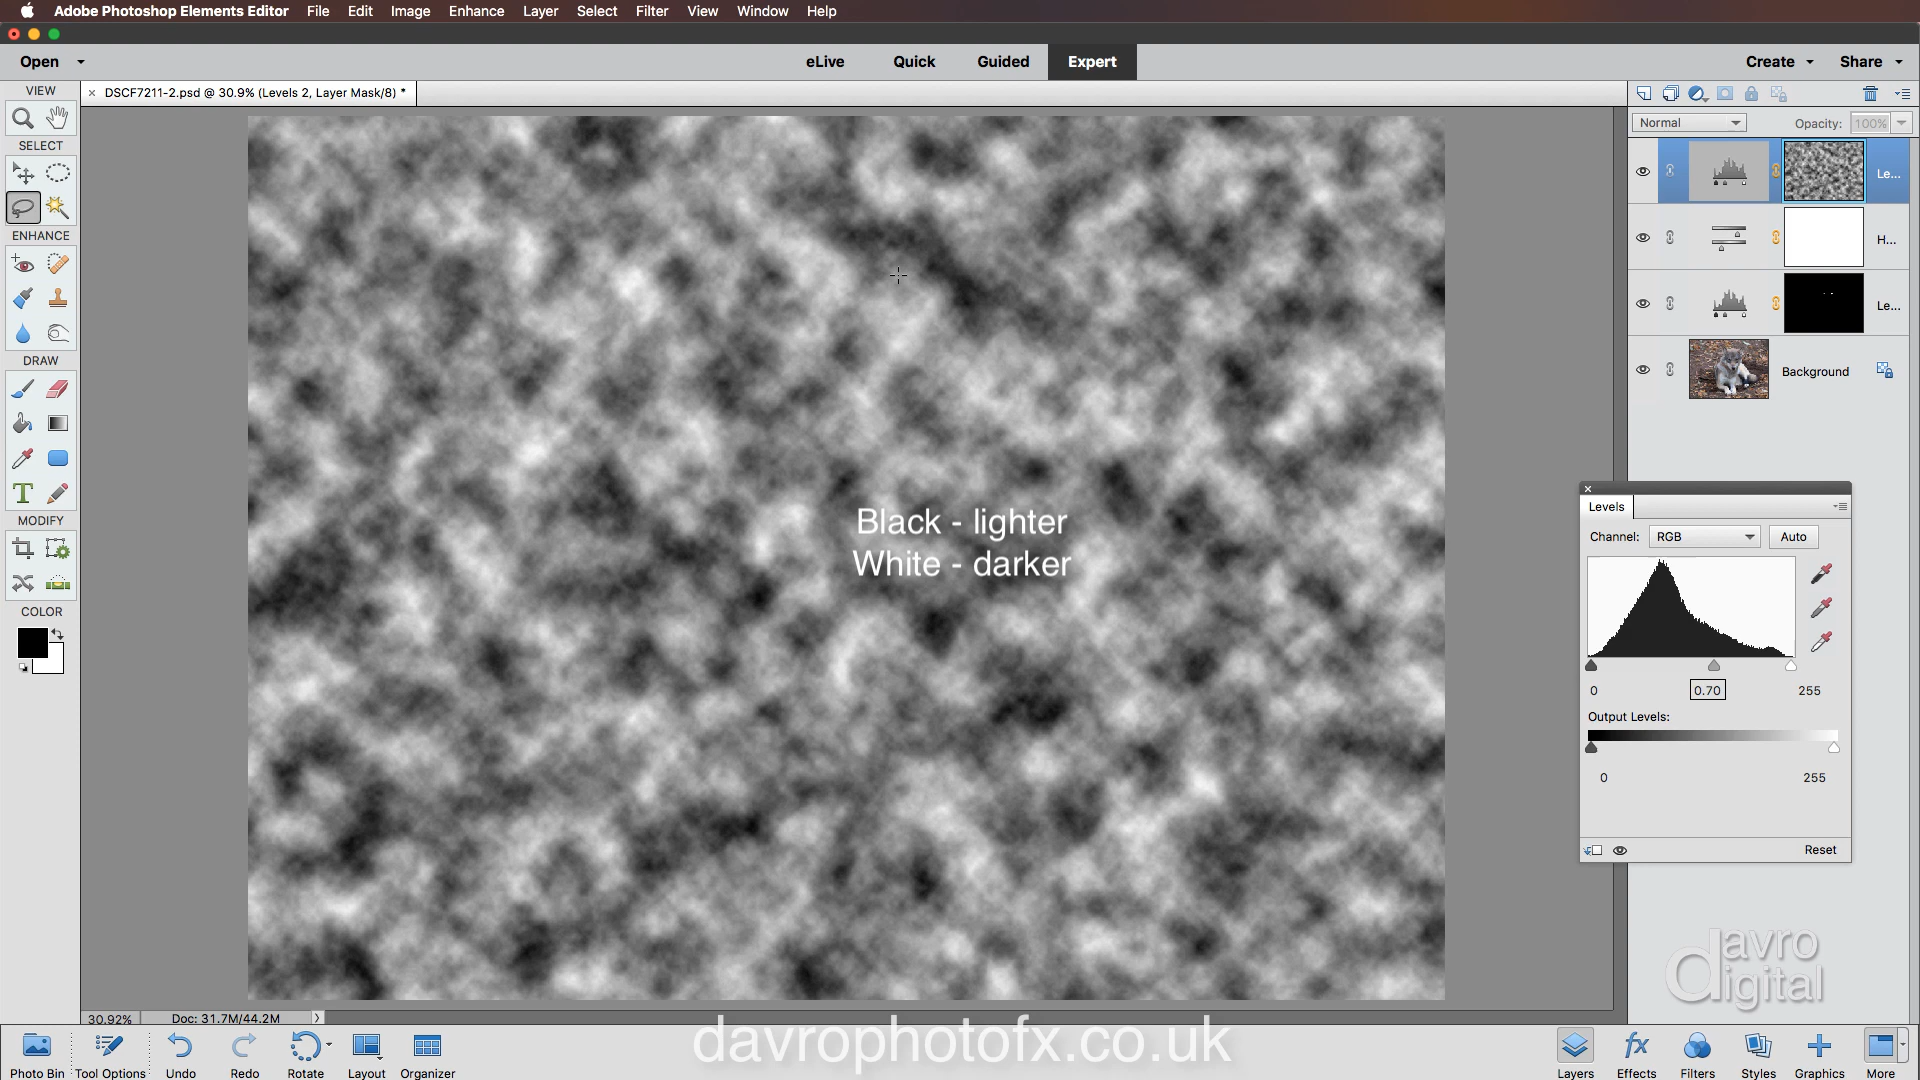 Adobe Photoshop Elements Editor File Edit Image Enhance Layer Select Filter View Window Help
Open eLive Quick Guided Expert Create Share
VIEW
× DSCF7211-2.psd @ 30.9% (Levels 2, Layer Mask/8) *
Normal Opacity: 100%
SELECT
Le...
ENHANCE
H...
Le...
DRAW
Background
T
MODIFY
COLOR
Black - lighter
White - darker
Levels
Channel: RGB Auto
0 0.70 255
Output Levels:
0 255
Reset
davro
digital
30.92% Doc: 31.7M/44.2M
davrophotofx.co.uk
Photo Bin Tool Options Undo Redo Rotate Layout Organizer
fx
Layers Effects Filters Styles Graphics More